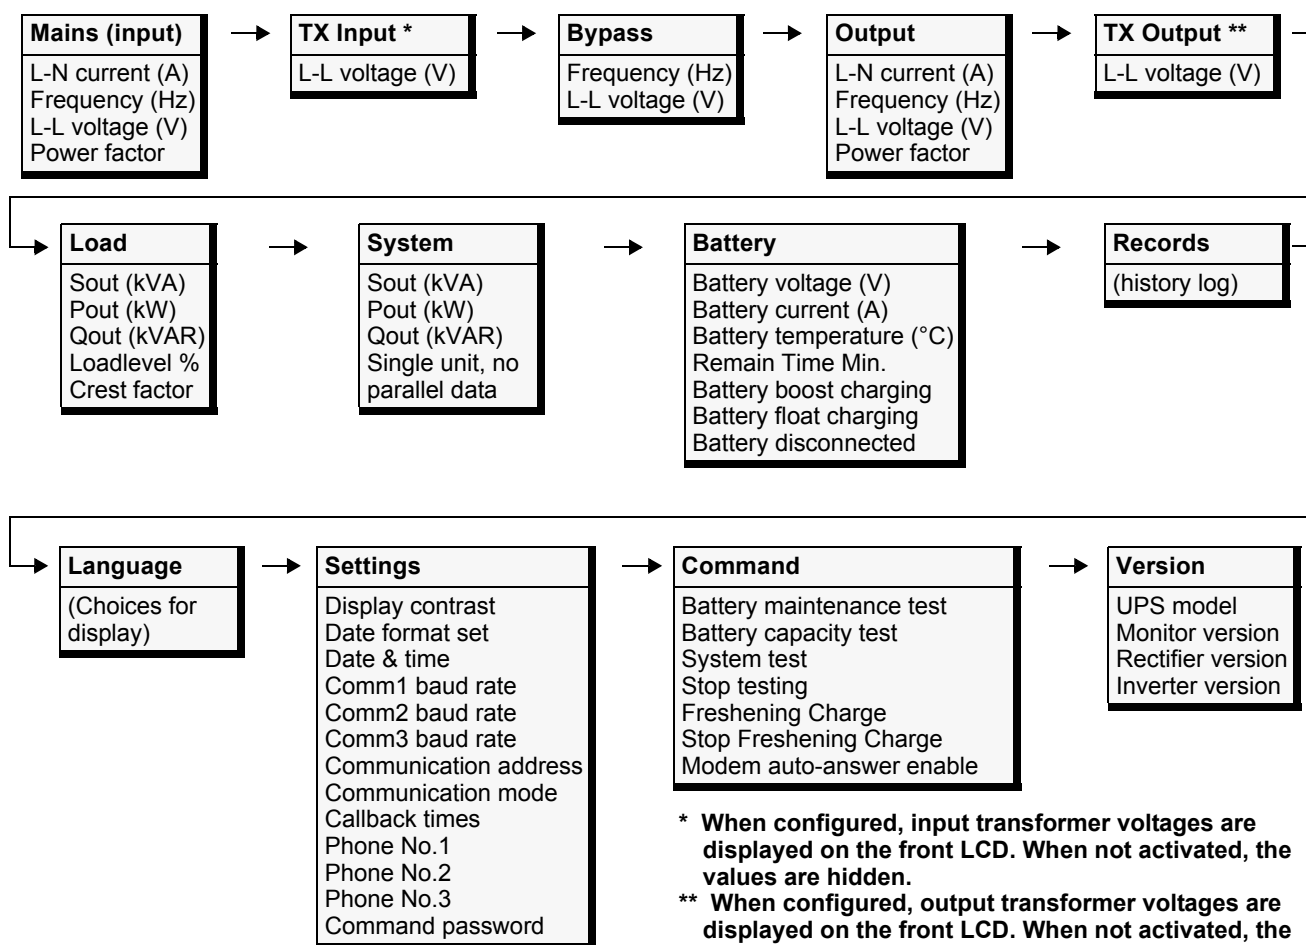 Mains (input)
L-N current (A)
Frequency (Hz)
L-L voltage (V)
Power factor
TX Input *
L-L voltage (V)
Bypass
Frequency (Hz)
L-L voltage (V)
Output
L-N current (A)
Frequency (Hz)
L-L voltage (V)
Power factor
TX Output **
L-L voltage (V)
Load
Sout (kVA)
Pout (kW)
Qout (kVAR)
Loadlevel %
Crest factor
System
Sout (kVA)
Pout (kW)
Qout (kVAR)
Single unit, no
parallel data
Battery
Battery voltage (V)
Battery current (A)
Battery temperature (°C)
Remain Time Min.
Battery boost charging
Battery float charging
Battery disconnected
Records
(history log)
Language
(Choices for
display)
Settings
Display contrast
Date format set
Date & time
Comm1 baud rate
Comm2 baud rate
Comm3 baud rate
Communication address
Communication mode
Callback times
Phone No.1
Phone No.2
Phone No.3
Command password
Command
Battery maintenance test
Battery capacity test
System test
Stop testing
Freshening Charge
Stop Freshening Charge
Modem auto-answer enable
Version
UPS model
Monitor version
Rectifier version
Inverter version
* When configured, input transformer voltages are
displayed on the front LCD. When not activated, the
values are hidden.
** When configured, output transformer voltages are
displayed on the front LCD. When not activated, the